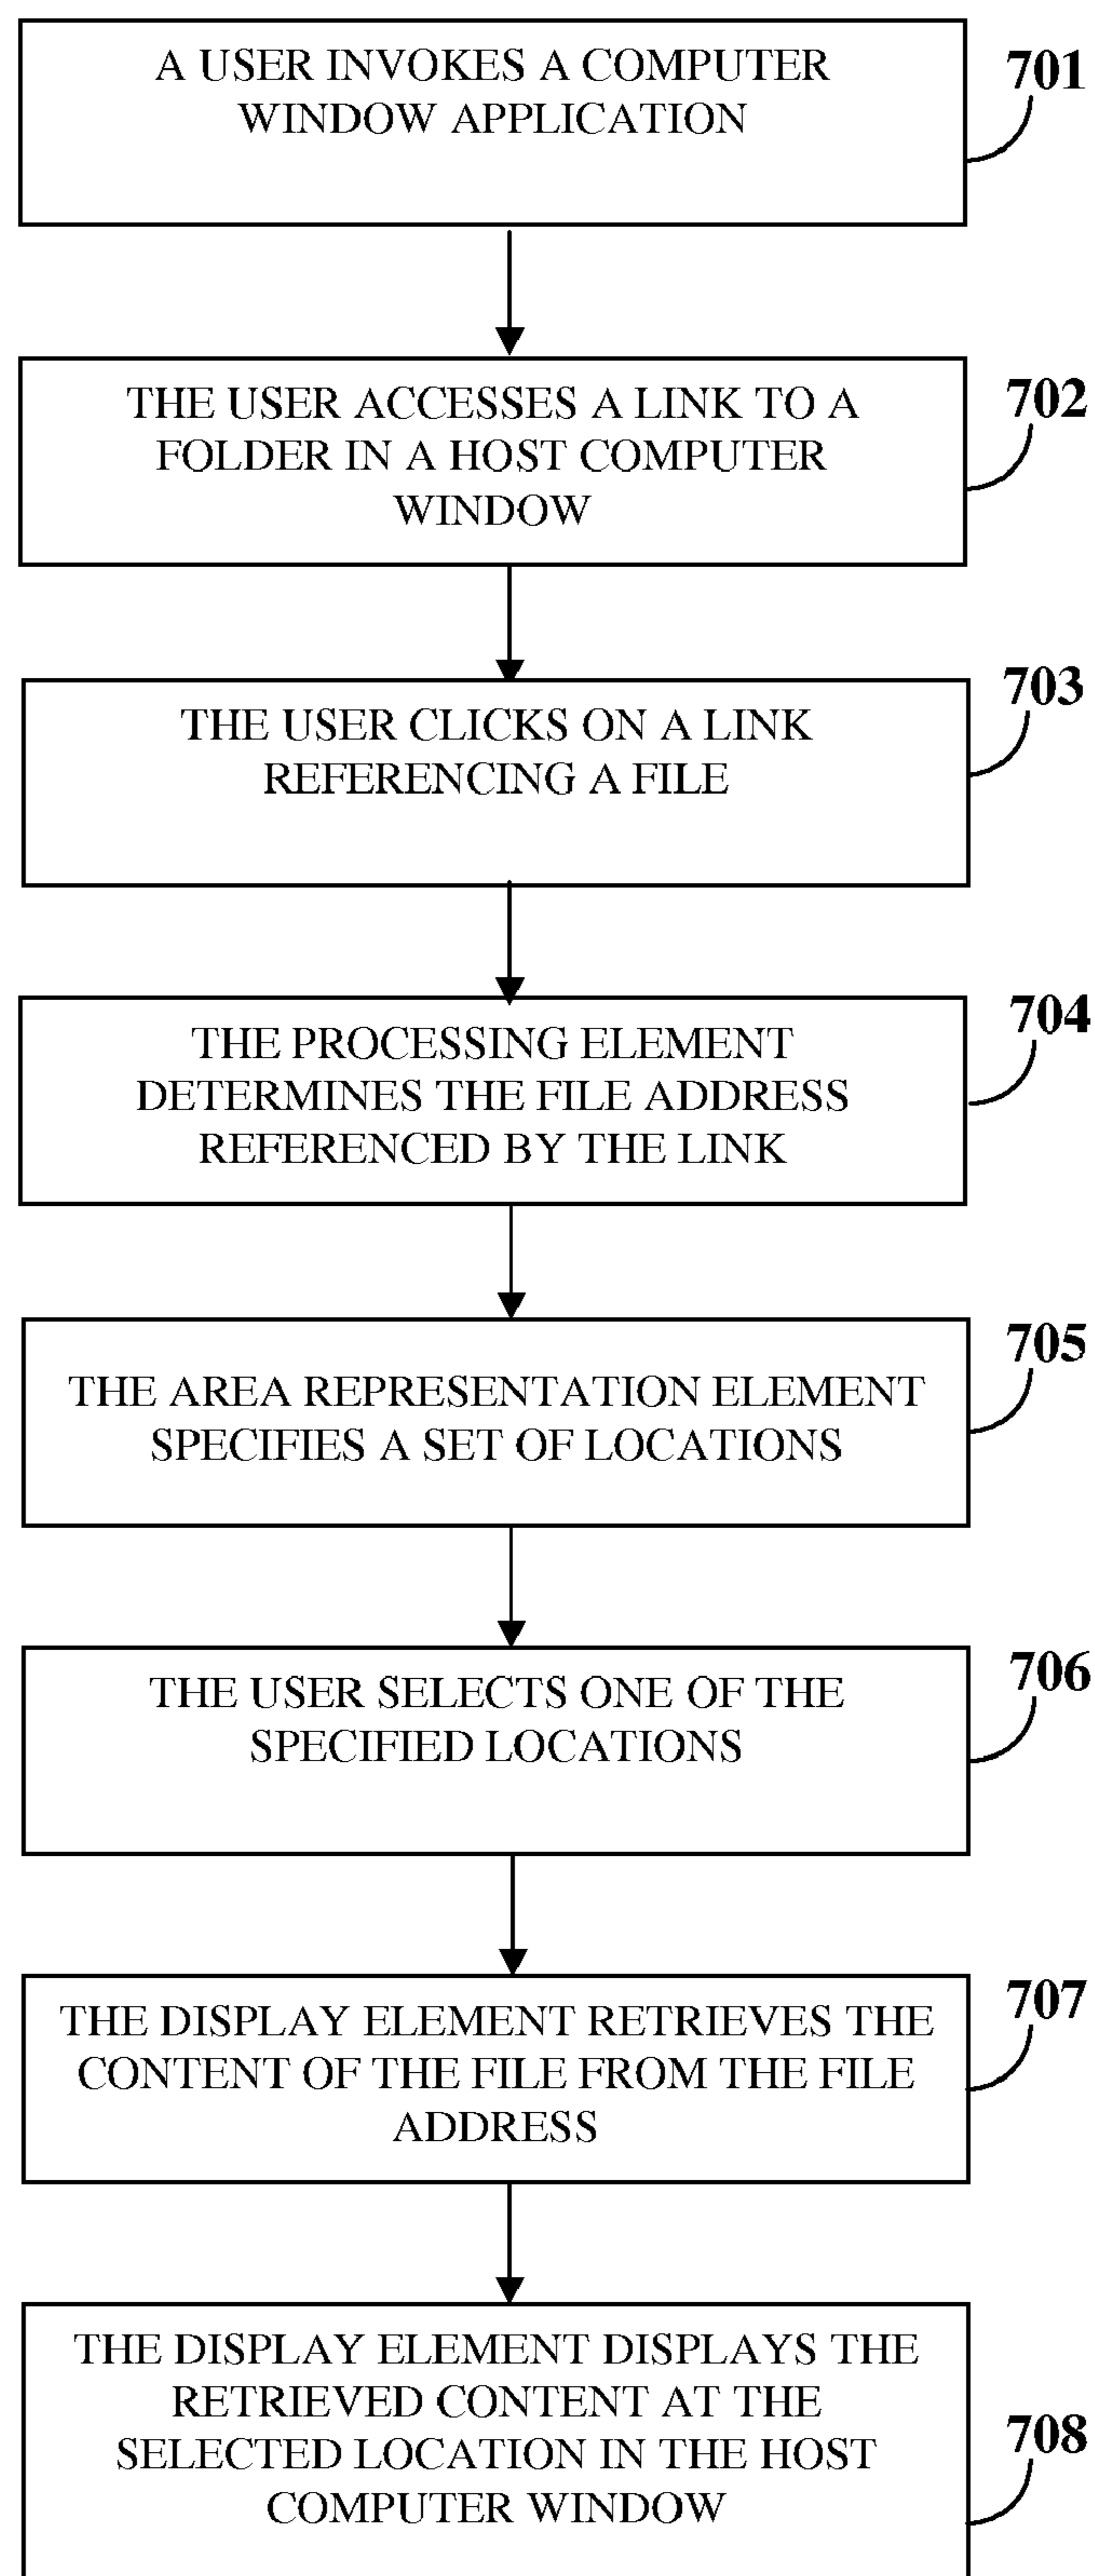 A USER INVOKES A COMPUTER
WINDOW APPLICATION
701
THE USER ACCESSES A LINK TO A
FOLDER IN A HOST COMPUTER
WINDOW
702
THE USER CLICKS ON A LINK
REFERENCING A FILE
703
THE PROCESSING ELEMENT
DETERMINES THE FILE ADDRESS
REFERENCED BY THE LINK
704
THE AREA REPRESENTATION ELEMENT
SPECIFIES A SET OF LOCATIONS
705
THE USER SELECTS ONE OF THE
SPECIFIED LOCATIONS
706
THE DISPLAY ELEMENT RETRIEVES THE
CONTENT OF THE FILE FROM THE FILE
ADDRESS
707
THE DISPLAY ELEMENT DISPLAYS THE
RETRIEVED CONTENT AT THE
SELECTED LOCATION IN THE HOST
COMPUTER WINDOW
708